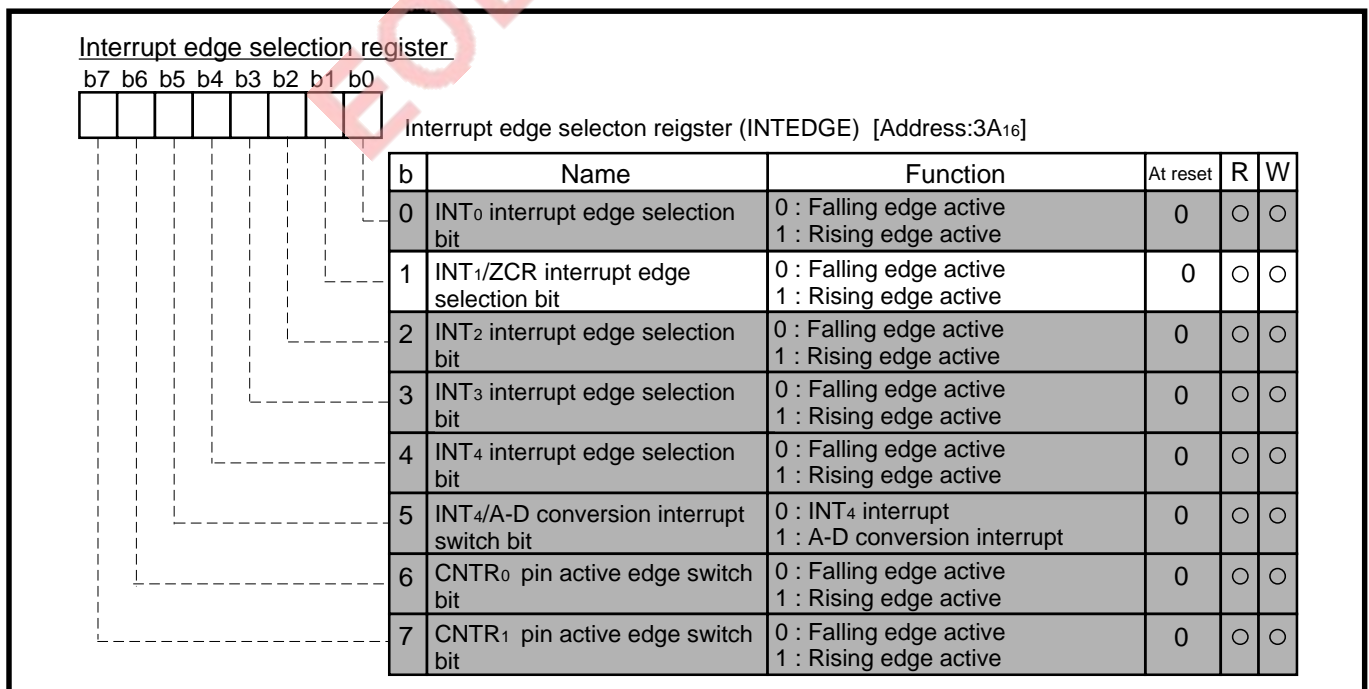 Interrupt edge selection register
b7 b6 b5 b4 b3 b2 b1 b0
Interrupt edge selecton reigster (INTEDGE) [Address:3A16]
b Name Function At reset R W
0 INT0 interrupt edge selection bit 0 : Falling edge active 1 : Rising edge active 0 ○ ○
1 INT1/ZCR interrupt edge selection bit 0 : Falling edge active 1 : Rising edge active 0 ○ ○
2 INT2 interrupt edge selection bit 0 : Falling edge active 1 : Rising edge active 0 ○ ○
3 INT3 interrupt edge selection bit 0 : Falling edge active 1 : Rising edge active 0 ○ ○
4 INT4 interrupt edge selection bit 0 : Falling edge active 1 : Rising edge active 0 ○ ○
5 INT4/A-D conversion interrupt switch bit 0 : INT4 interrupt 1 : A-D conversion interrupt 0 ○ ○
6 CNTR0 pin active edge switch bit 0 : Falling edge active 1 : Rising edge active 0 ○ ○
7 CNTR1 pin active edge switch bit 0 : Falling edge active 1 : Rising edge active 0 ○ ○